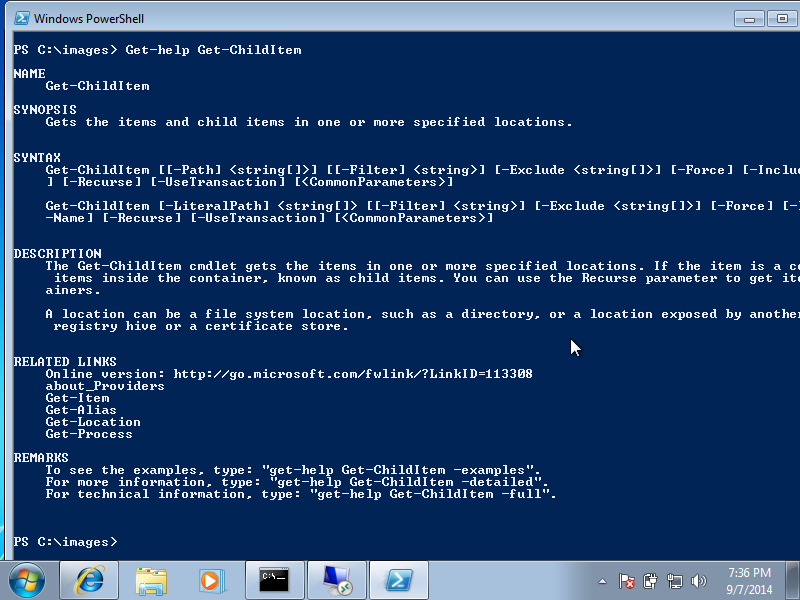 Windows PowerShell
PS C:\images> Get-help Get-ChildItem
NAME
Get-ChildItem
SYNOPSIS
Gets the items and child items in one or more specified locations.
SYNTAX
Get-ChildItem [[-Path] <string[]>] [[-Filter] <string>] [-Exclude <string[]>] [-Force] [-Inclu
] [-Recurse] [-UseTransaction] [<CommonParameters>]
Get-ChildItem [-LiteralPath] <string[]> [[-Filter] <string>] [-Exclude <string[]>] [-Force] [-
-Name] [-Recurse] [-UseTransaction] [<CommonParameters>]
DESCRIPTION
The Get-ChildItem cmdlet gets the items in one or more specified locations. If the item is a co
items inside the container, known as child items. You can use the Recurse parameter to get ite
ainers.
A location can be a file system location, such as a directory, or a location exposed by another
registry hive or a certificate store.
RELATED LINKS
Online version: http://go.microsoft.com/fwlink/?LinkID=113308
about_Providers
Get-Item
Get-Alias
Get-Location
Get-Process
REMARKS
To see the examples, type: "get-help Get-ChildItem -examples".
For more information, type: "get-help Get-ChildItem -detailed".
For technical information, type: "get-help Get-ChildItem -full".
PS C:\images>
C:\_
7:36 PM
9/7/2014